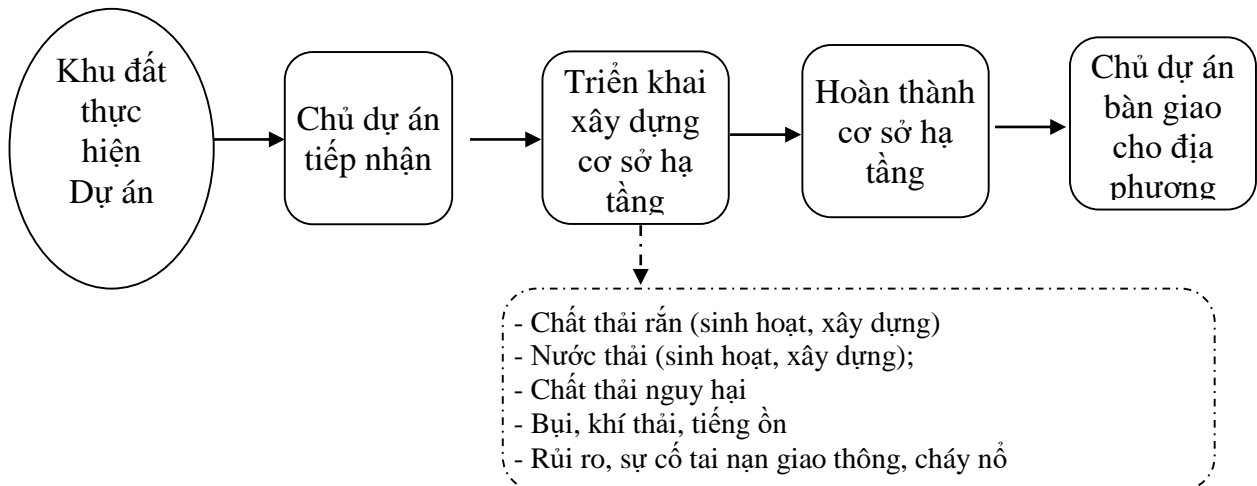 Khu đất
thực
hiện
Dự án
Chủ dự án
tiếp nhận
Triển khai
xây dựng
cơ sở hạ
tầng
Hoàn thành
cơ sở hạ
tầng
Chủ dự án
bàn giao
cho địa
phương
- Chất thải rắn (sinh hoạt, xây dựng)
- Nước thải (sinh hoạt, xây dựng);
- Chất thải nguy hại
- Bụi, khí thải, tiếng ồn
- Rủi ro, sự cố tai nạn giao thông, cháy nổ